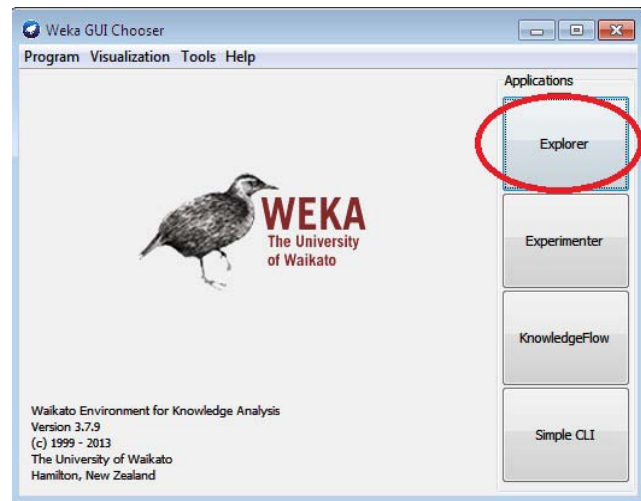 Weka GUI Chooser
Program Visualization Tools Help
Applications
Explorer
WEKA
The University
of Waikato
Experimenter
KnowledgeFlow
Simple CLI
Waikato Environment for Knowledge Analysis
Version 3.7.9
(c) 1999 - 2013
The University of Waikato
Hamilton, New Zealand